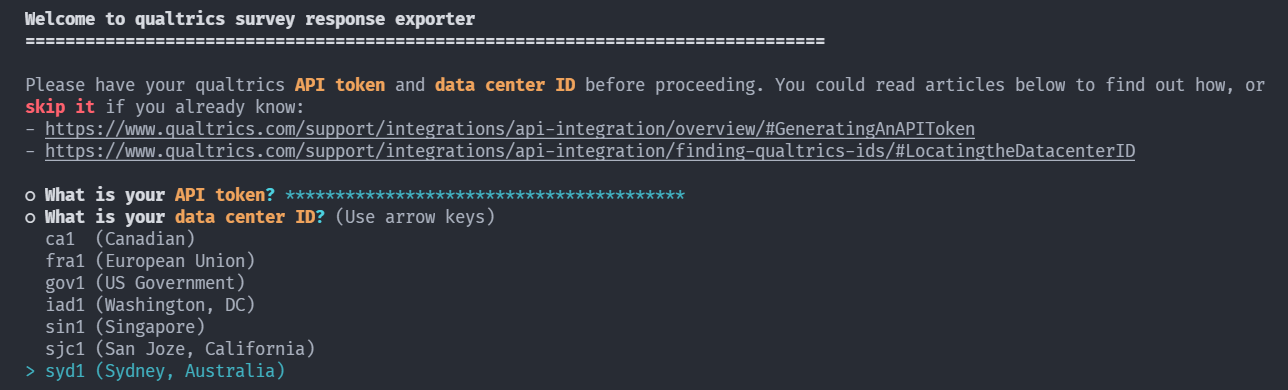 Welcome to qualtrics survey response exporter
================================================================================
Please have your qualtrics API token and data center ID before proceeding. You could read articles below to find out how, or
skip it if you already know:
- https://www.qualtrics.com/support/integrations/api-integration/overview/#GeneratingAnAPIToken
- https://www.qualtrics.com/support/integrations/api-integration/finding-qualtrics-ids/#LocatingtheDatacenterID
○ What is your API token? ****************************************
○ What is your data center ID? (Use arrow keys)
ca1 (Canadian)
fra1 (European Union)
gov1 (US Government)
iad1 (Washington, DC)
sin1 (Singapore)
sjc1 (San Joze, California)
> syd1 (Sydney, Australia)